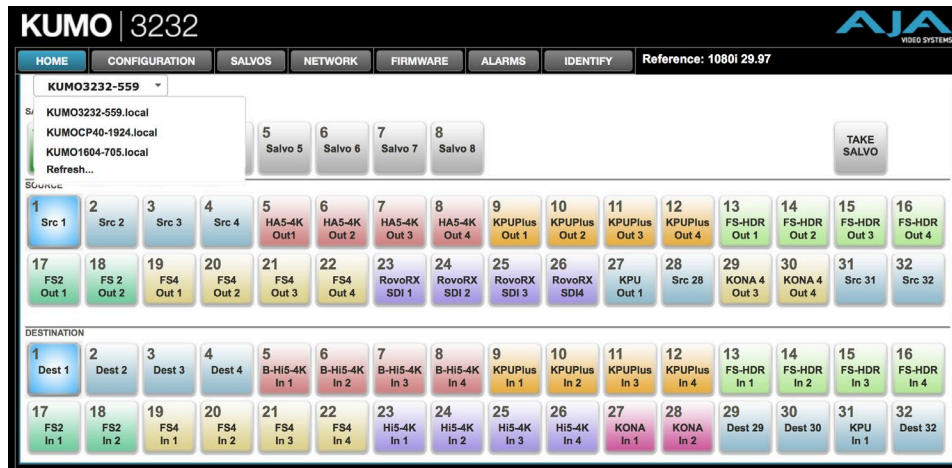 KUMO 3232
AJA
VIDEO SYSTEMS
HOME CONFIGURATION SALVOS NETWORK FIRMWARE ALARMS IDENTIFY Reference: 1080i 29.97
KUMO3232-559
KUMO3232-559.local
KUMOCP40-1924.local
KUMO1604-705.local
Refresh...
5 6 7 8
Salvo 5 Salvo 6 Salvo 7 Salvo 8
TAKE
SALVO
SOURCE
1 2 3 4 5 6 7 8 9 10 11 12 13 14 15 16
Src 1 Src 2 Src 3 Src 4 HA5-4K HA5-4K HA5-4K HA5-4K KPUPlus KPUPlus KPUPlus KPUPlus FS-HDR FS-HDR FS-HDR FS-HDR
Out1 Out 2 Out 3 Out 4 Out 1 Out 2 Out 3 Out 4 Out 1 Out 2 Out 3 Out 4
17 18 19 20 21 22 23 24 25 26 27 28 29 30 31 32
FS2 FS 2 FS4 FS4 FS4 FS4 RovoRX RovoRX RovoRX RovoRX KPU Src 28 KONA 4 KONA 4 Src 31 Src 32
Out 1 Out 2 Out 1 Out 2 Out 3 Out 4 SDI 1 SDI 2 SDI 3 SDI4 Out 1 Out 3 Out 4
DESTINATION
1 2 3 4 5 6 7 8 9 10 11 12 13 14 15 16
Dest 1 Dest 2 Dest 3 Dest 4 B-Hi5-4K B-Hi5-4K B-Hi5-4K B-Hi5-4K KPUPlus KPUPlus KPUPlus KPUPlus FS-HDR FS-HDR FS-HDR FS-HDR
In 1 In 2 In 3 In 4 In 1 In 2 In 3 In 4 In 1 In 2 In 3 In 4
17 18 19 20 21 22 23 24 25 26 27 28 29 30 31 32
FS2 FS2 FS4 FS4 FS4 FS4 Hi5-4K Hi5-4K Hi5-4K Hi5-4K KONA KONA Dest 29 Dest 30 KPU Dest 32
In 1 In 2 In 1 In 2 In 3 In 4 In 1 In 2 In 3 In 4 In 1 In 2 In 1